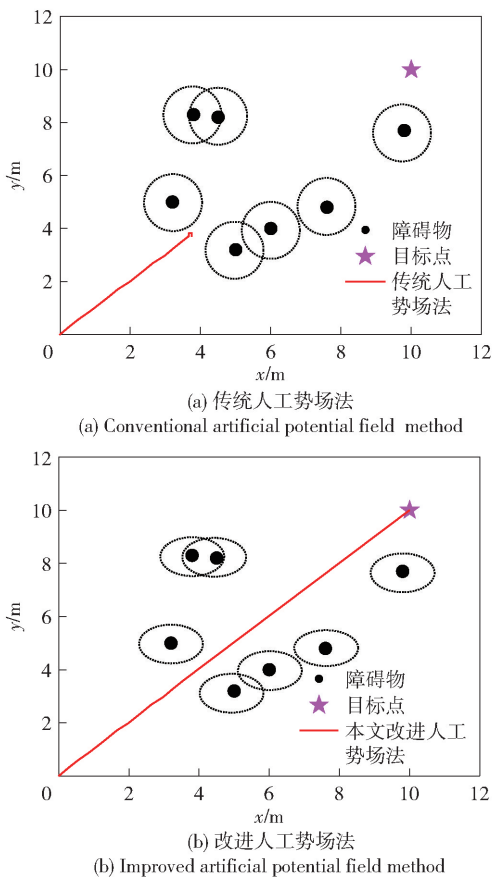 12
10
8
6
4
2
0
y/m
2
4
6
8
10
12
x/m
障碍物
目标点
传统人工
势场法
(a) 传统人工势场法
(a) Conventional artificial potential field method
12
10
8
6
4
2
0
y/m
2
4
6
8
10
12
x/m
障碍物
目标点
本文改进人工
势场法
(b) 改进人工势场法
(b) Improved artificial potential field method